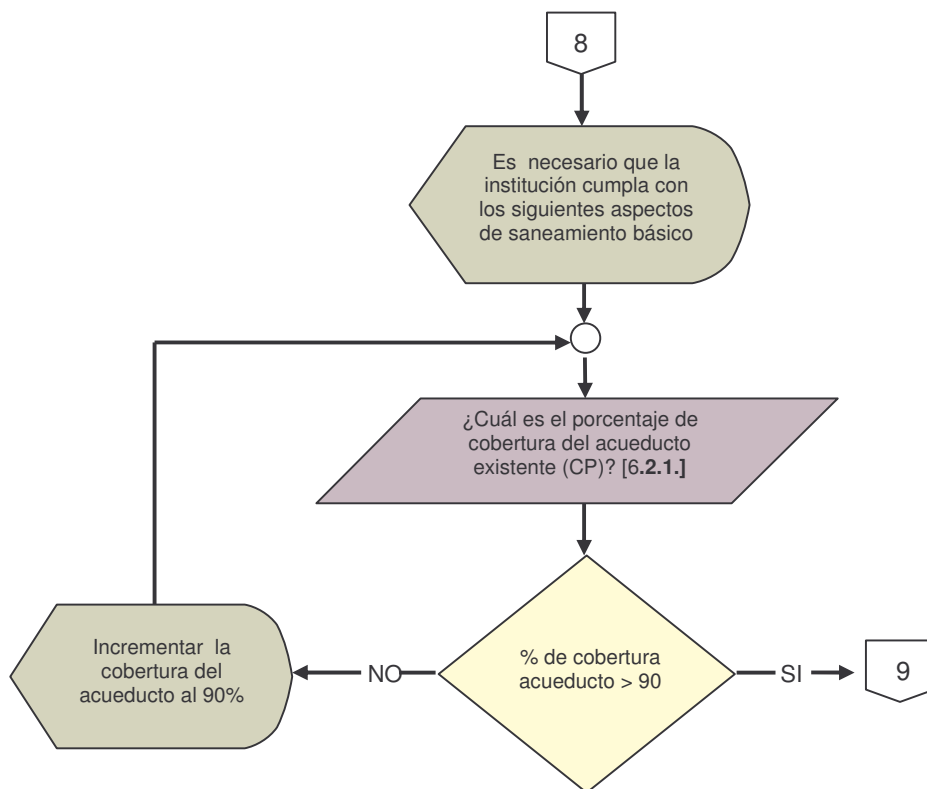 8
Es necesario que la
institución cumpla con
los siguientes aspectos
de saneamiento básico
¿Cuál es el porcentaje de
cobertura del acueducto
existente (CP)? [6.2.1.]
% de cobertura
acueducto > 90
NO
SI
Incrementar la
cobertura del
acueducto al 90%
9